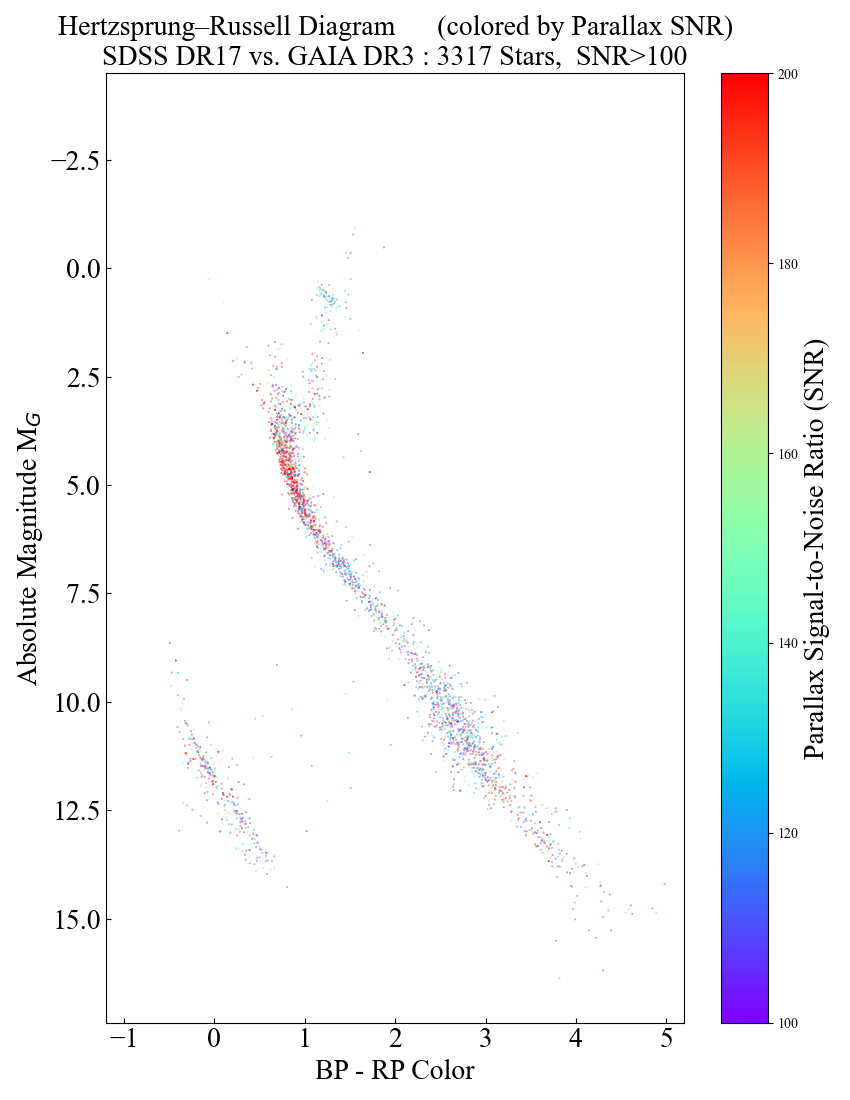 Hertzsprung–Russell Diagram (colored by Parallax SNR)
SDSS DR17 vs. GAIA DR3 : 3317 Stars, SNR>100
−2.5
0.0
2.5
5.0
7.5
10.0
12.5
15.0
Absolute Magnitude M_G
−1 0 1 2 3 4 5
BP - RP Color
200
180
160
140
120
100
Parallax Signal-to-Noise Ratio (SNR)